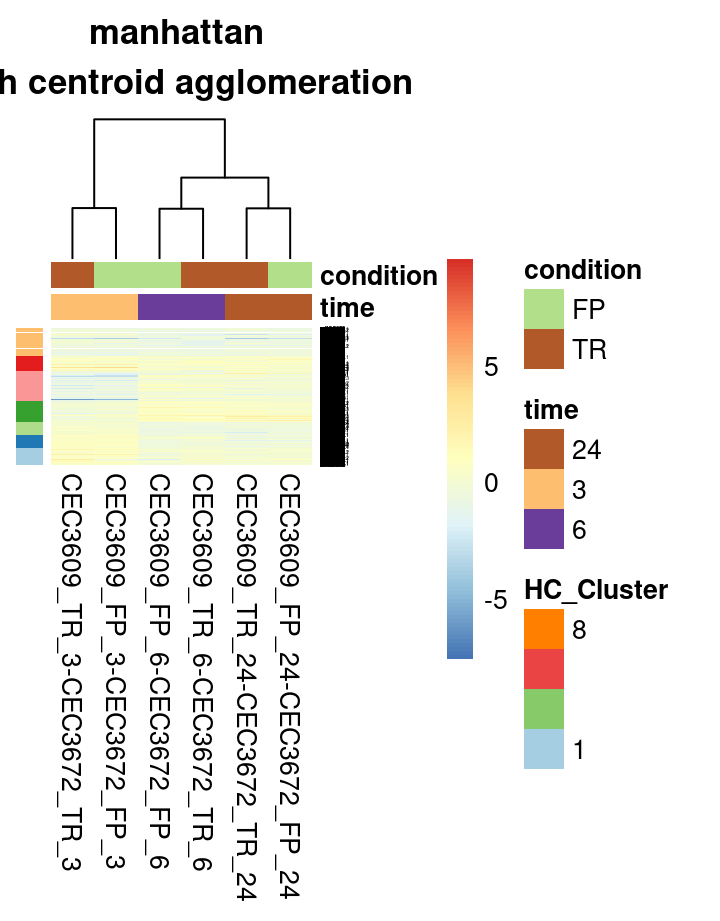 manhattan
h centroid agglomeration
condition
time
5
0
-5
condition
FP
TR
time
24
3
6
HC_Cluster
8
1
CEC3609_TR_3-CEC3672_TR_3
CEC3609_FP_3-CEC3672_FP_3
CEC3609_FP_6-CEC3672_FP_6
CEC3609_TR_6-CEC3672_TR_6
CEC3609_TR_24-CEC3672_TR_24
CEC3609_FP_24-CEC3672_FP_24